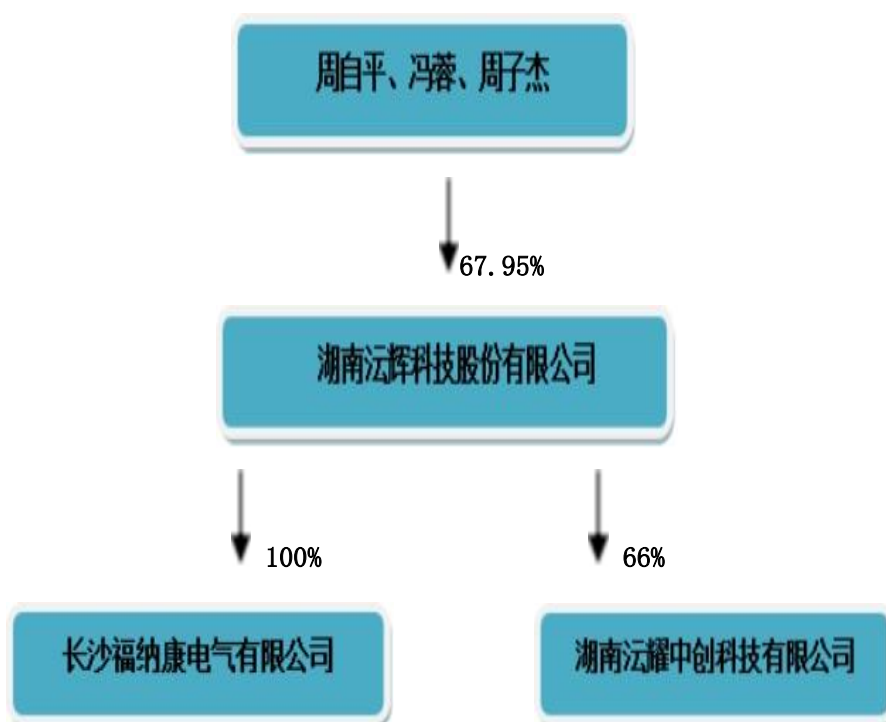 周自平、冯蓉、周子杰
67.95%
湖南沄辉科技股份有限公司
100%
66%
长沙福纳康电气有限公司
湖南沄耀中创科技有限公司